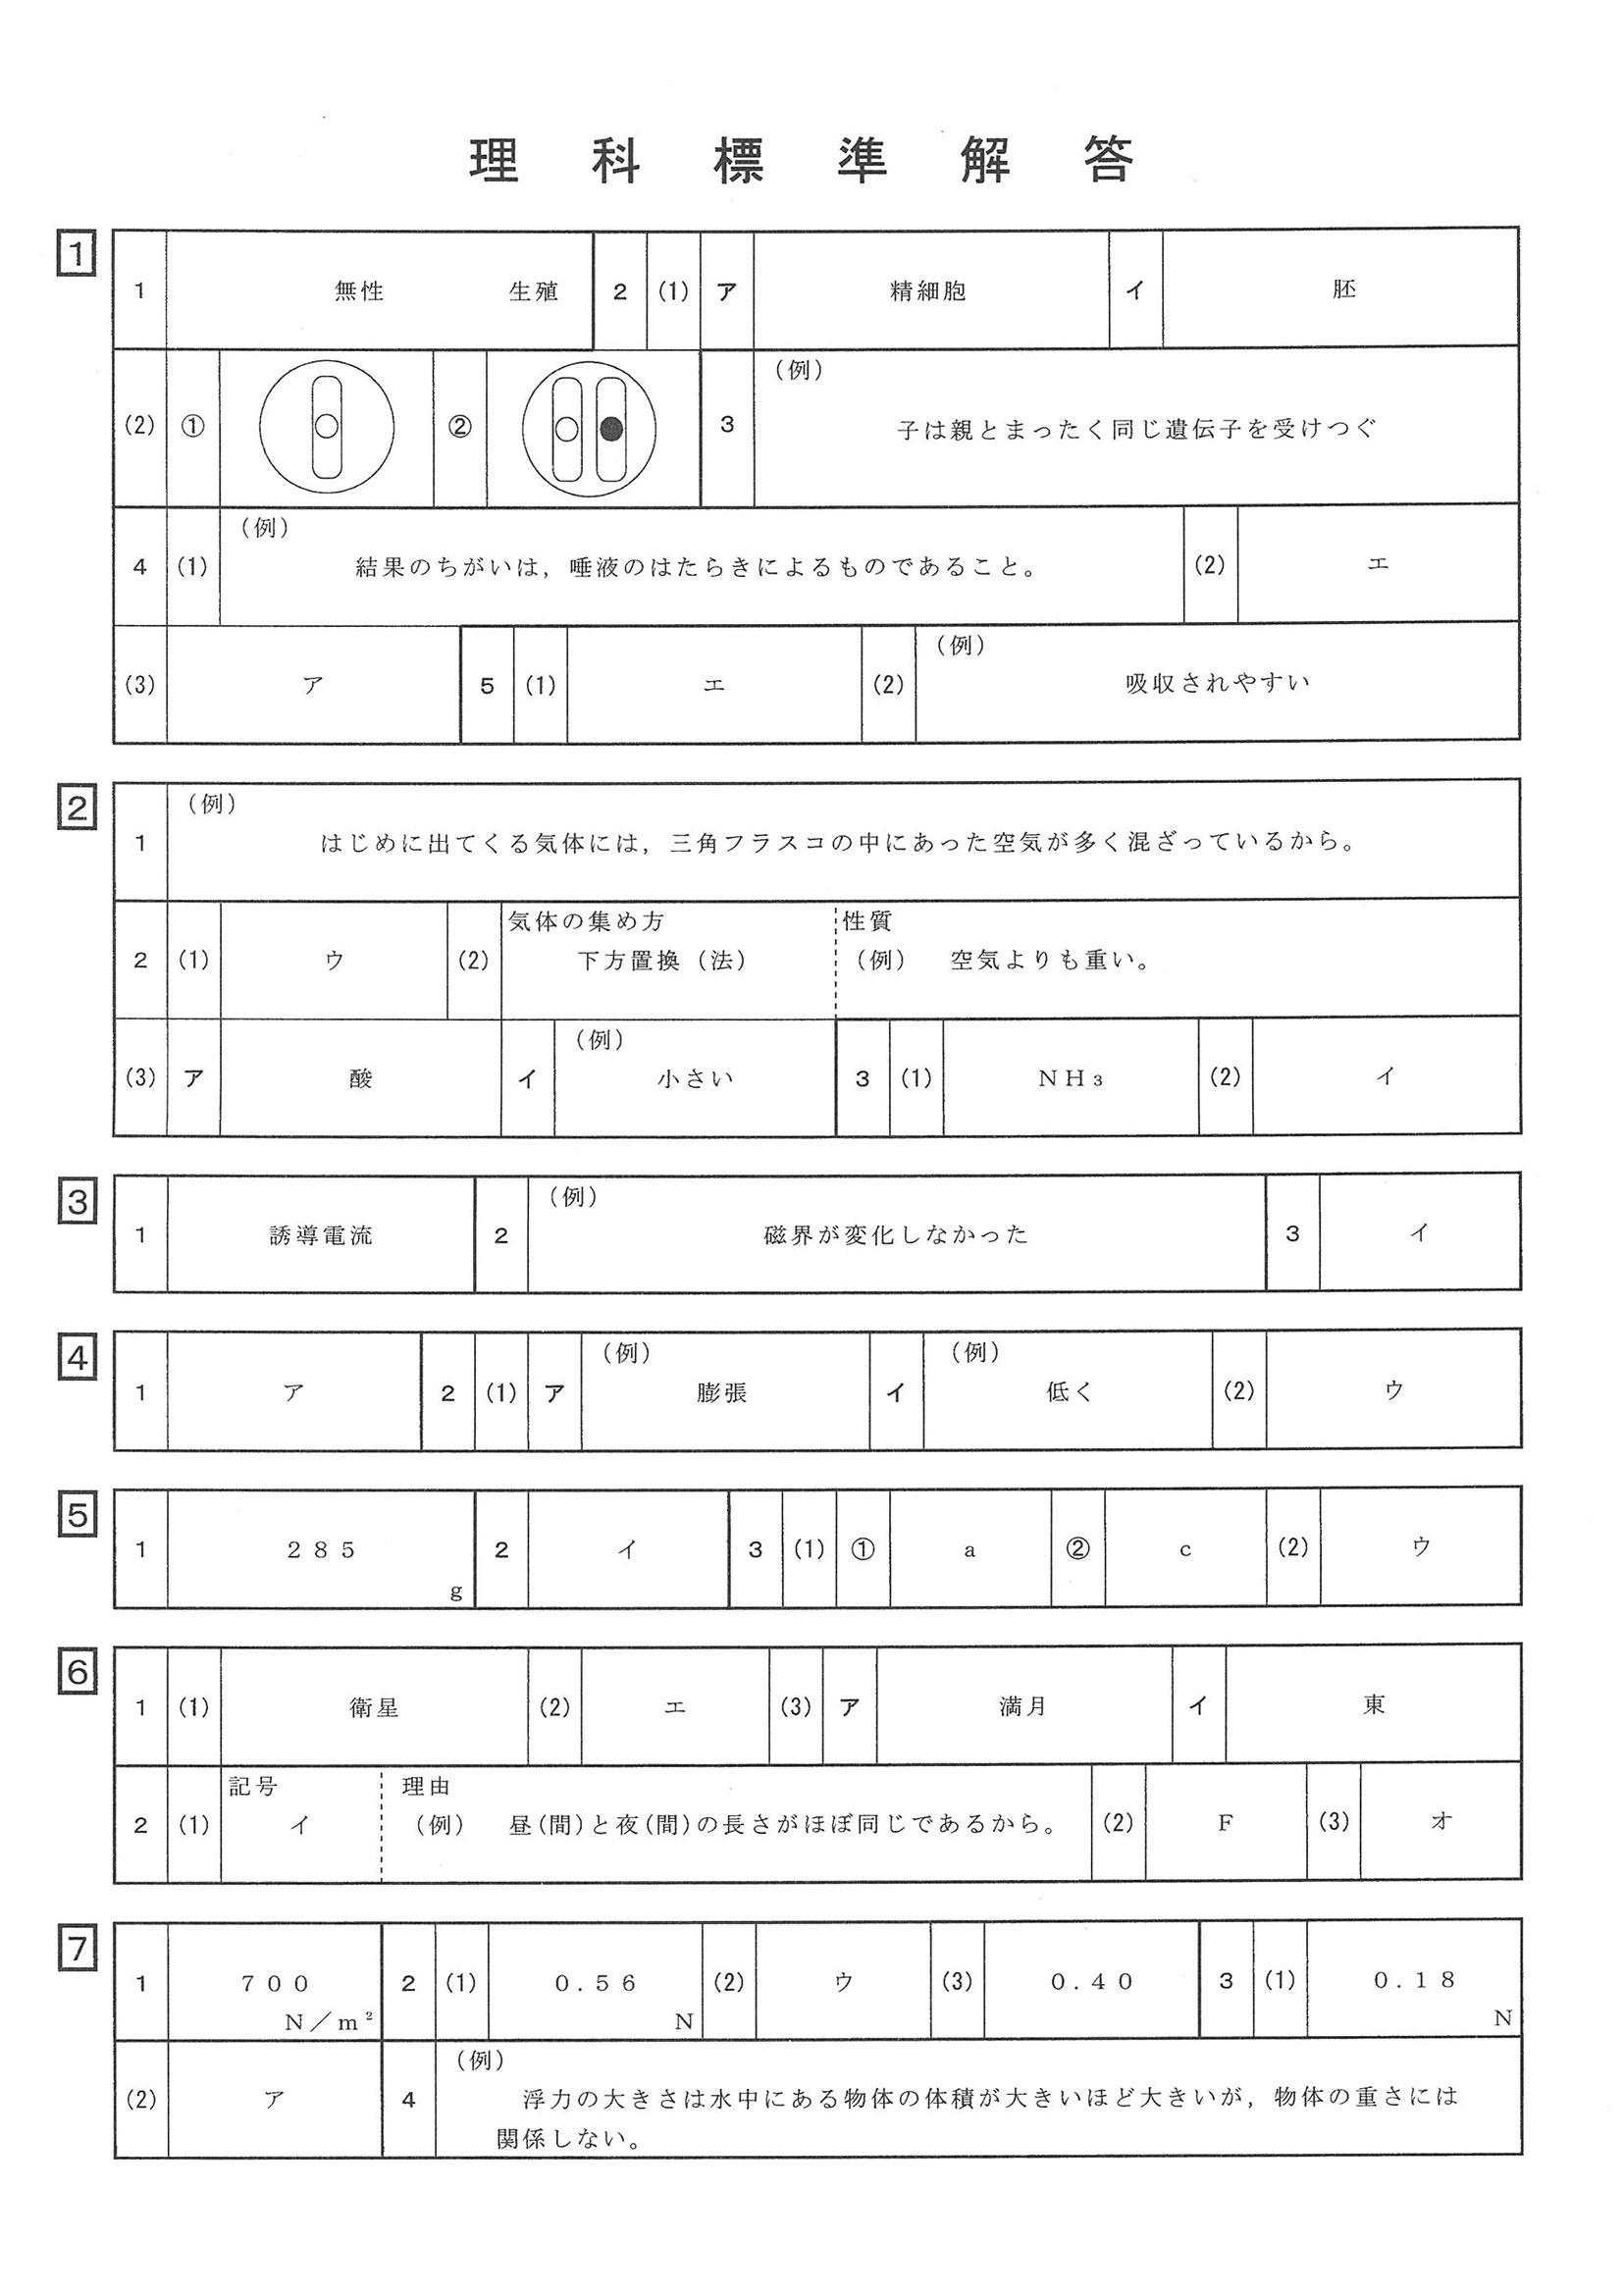 理科標準解答
1
1 無性 生殖 2 (1) ア 精細胞 イ 胚
(2) ① ② 3 (例)
子は親とまったく同じ遺伝子を受けつぐ
4 (1) (例)
結果のちがいは，唾液のはたらきによるものであること。 (2) エ
(3) ア 5 (1) エ (2) (例)
吸収されやすい
2
1 (例)
はじめに出てくる気体には，三角フラスコの中にあった空気が多く混ざっているから。
2 (1) ウ (2) 気体の集め方
下方置換（法）
性質
(例) 空気よりも重い。
(3) ア 酸 イ (例)
小さい 3 (1) NH₃ (2) イ
3
1 誘導電流 2 (例)
磁界が変化しなかった 3 イ
4
1 ア 2 (1) ア (例)
膨張 イ (例)
低く (2) ウ
5
1 285 g 2 イ 3 (1) ① a ② c (2) ウ
6
1 (1) 衛星 (2) エ (3) ア 満月 イ 東
2 (1) 記号
イ
理由
(例) 昼(間)と夜(間)の長さがほぼ同じであるから。 (2) F (3) オ
7
1 700 N／m² 2 (1) 0.56 N (2) ウ (3) 0.40 3 (1) 0.18 N
(2) ア 4 (例)
浮力の大きさは水中にある物体の体積が大きいほど大きいが，物体の重さには
関係しない。